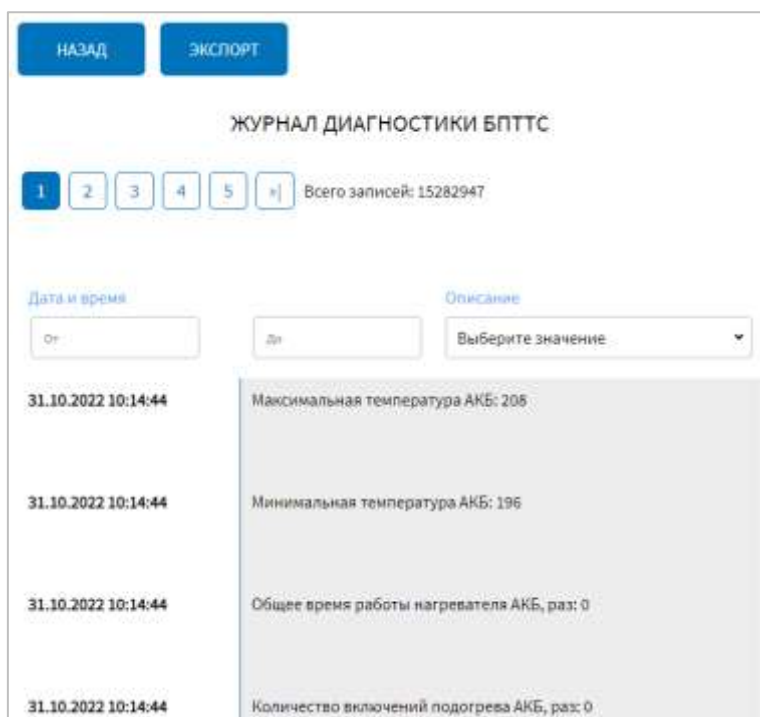 НАЗАД ЭКСПОРТ
ЖУРНАЛ ДИАГНОСТИКИ БПТТС
1 2 3 4 5 »| Всего записей: 15282947
Дата и время Описание
От До Выберите значение
31.10.2022 10:14:44 Максимальная температура АКБ: 208
31.10.2022 10:14:44 Минимальная температура АКБ: 196
31.10.2022 10:14:44 Общее время работы нагревателя АКБ, раз: 0
31.10.2022 10:14:44 Количество включений подогрева АКБ, раз: 0